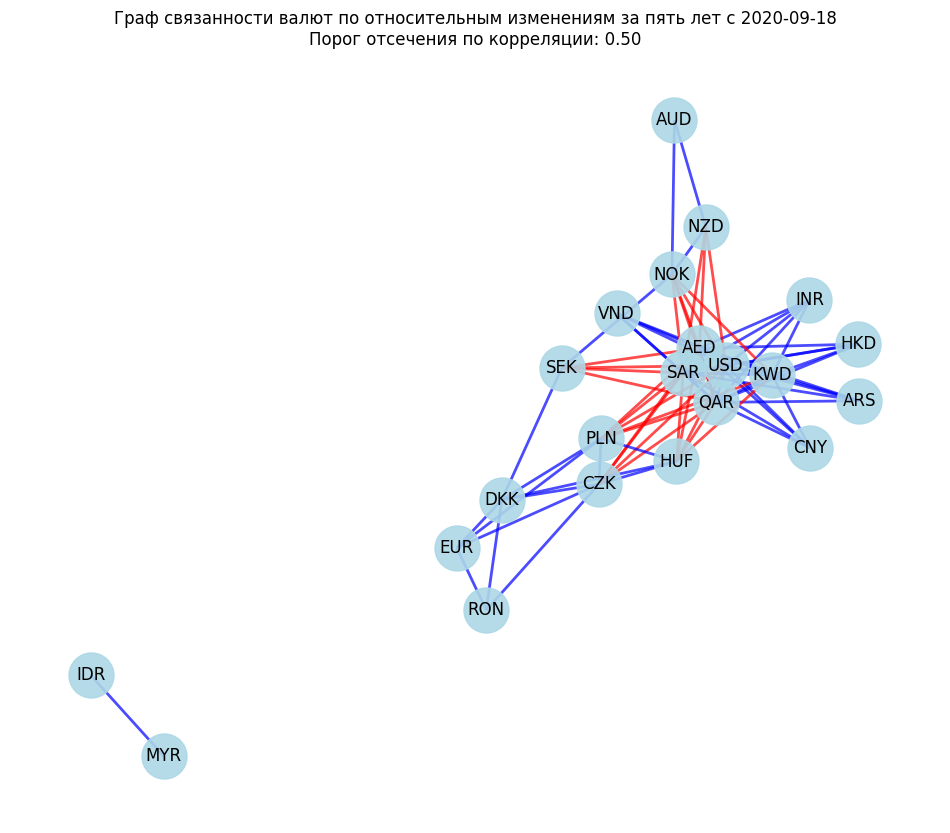 Граф связанности валют по относительным изменениям за пять лет с 2020-09-18
Порог отсечения по корреляции: 0.50
AUD
NZD
NOK
INR
VND
HKD
AED
USD
SEK
SAR
KWD
QAR
ARS
PLN
CNY
HUF
CZK
DKK
EUR
RON
IDR
MYR